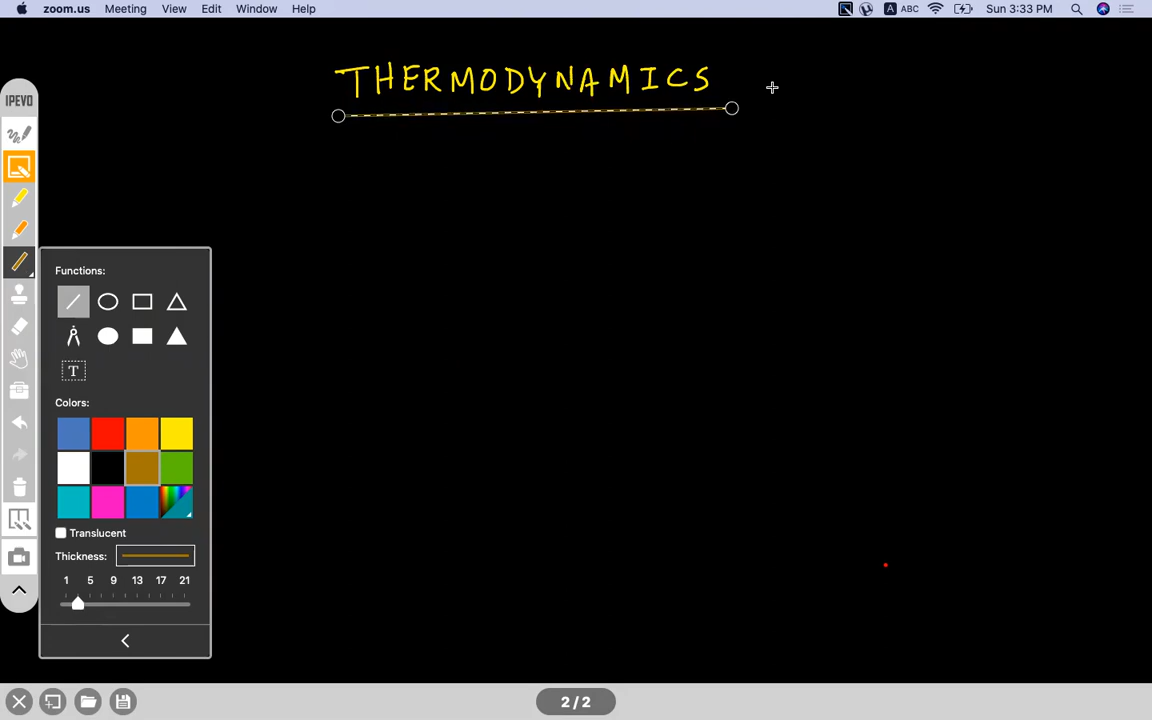 zoom.us Meeting View Edit Window Help A ABC Sun 3:33 PM
THERMODYNAMICS
IPEVO
Functions:
T
Colors:
Translucent
Thickness:
1 5 9 13 17 21
2 / 2